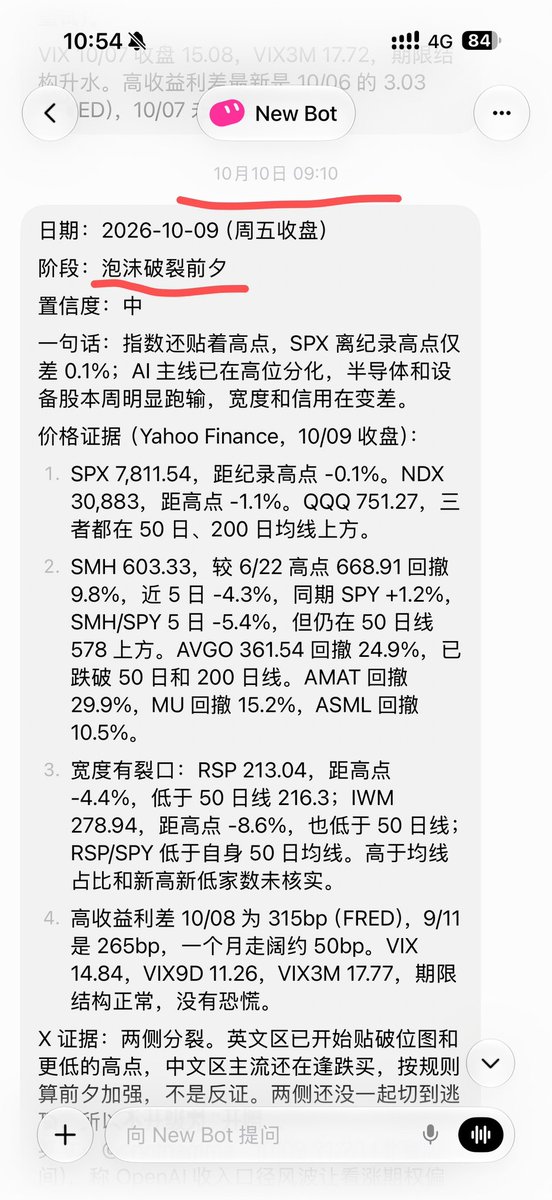 10:54
4G 84
VIX 10/07 收盘 15.08，VIX3M 17.72，期限结
构升水。高收益利差最新是 10/06 的 3.03
ED)，10/07
New Bot
10月10日 09:10
日期：2026-10-09 (周五收盘)
阶段：泡沫破裂前夕
置信度：中
一句话：指数还贴着高点，SPX 离纪录高点仅
差 0.1%；AI 主线已在高位分化，半导体和设
备股本周明显跑输，宽度和信用在变差。
价格证据 (Yahoo Finance，10/09 收盘)：
1. SPX 7,811.54，距纪录高点 -0.1%。NDX
30,883，距高点 -1.1%。QQQ 751.27，三
者都在 50 日、200 日均线上方。
2. SMH 603.33，较 6/22 高点 668.91 回撤
9.8%，近 5 日 -4.3%，同期 SPY +1.2%，
SMH/SPY 5 日 -5.4%，但仍在 50 日线
578 上方。AVGO 361.54 回撤 24.9%，已
跌破 50 日和 200 日线。AMAT 回撤
29.9%，MU 回撤 15.2%，ASML 回撤
10.5%。
3. 宽度有裂口：RSP 213.04，距高点
-4.4%，低于 50 日线 216.3；IWM
278.94，距高点 -8.6%，也低于 50 日线；
RSP/SPY 低于自身 50 日均线。高于均线
占比和新高新低家数未核实。
4. 高收益利差 10/08 为 315bp (FRED)，9/11
是 265bp，一个月走阔约 50bp。VIX
14.84，VIX9D 11.26，VIX3M 17.77，期限
结构正常，没有恐慌。
X 证据：两侧分裂。英文区已开始贴破位图和
更低的高点，中文区主流还在逢跌买，按规则
算前夕加强，不是反证。两侧还没一起切到逃
所以
向 New Bot 提问
间)，称 OpenAI 收入口径风波让看涨期权偏